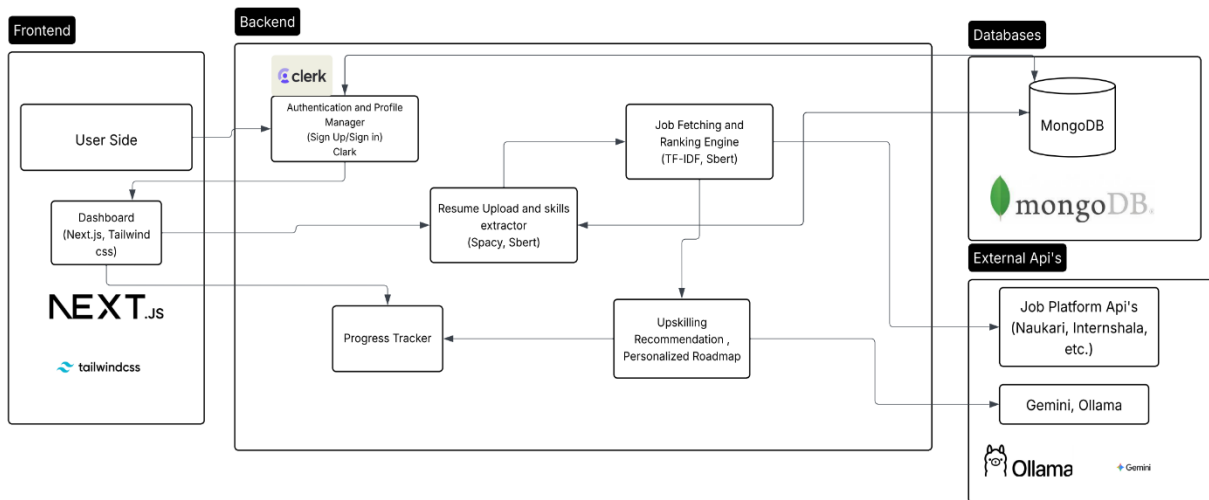 Frontend
User Side
Dashboard
(Next.js, Tailwind
css)
NEXT.JS
tailwindcss
Backend
clerk
Authentication and Profile
Manager
(Sign Up/Sign in)
Clark
Resume Upload and skills
extractor
(Spacy, Sbert)
Job Fetching and
Ranking Engine
(TF-IDF, Sbert)
Progress Tracker
Upskilling
Recommendation ,
Personalized Roadmap
Databases
MongoDB
mongoDB.
External Api's
Job Platform Api's
(Naukari, Internshala,
etc.)
Gemini, Ollama
Ollama
Gemini